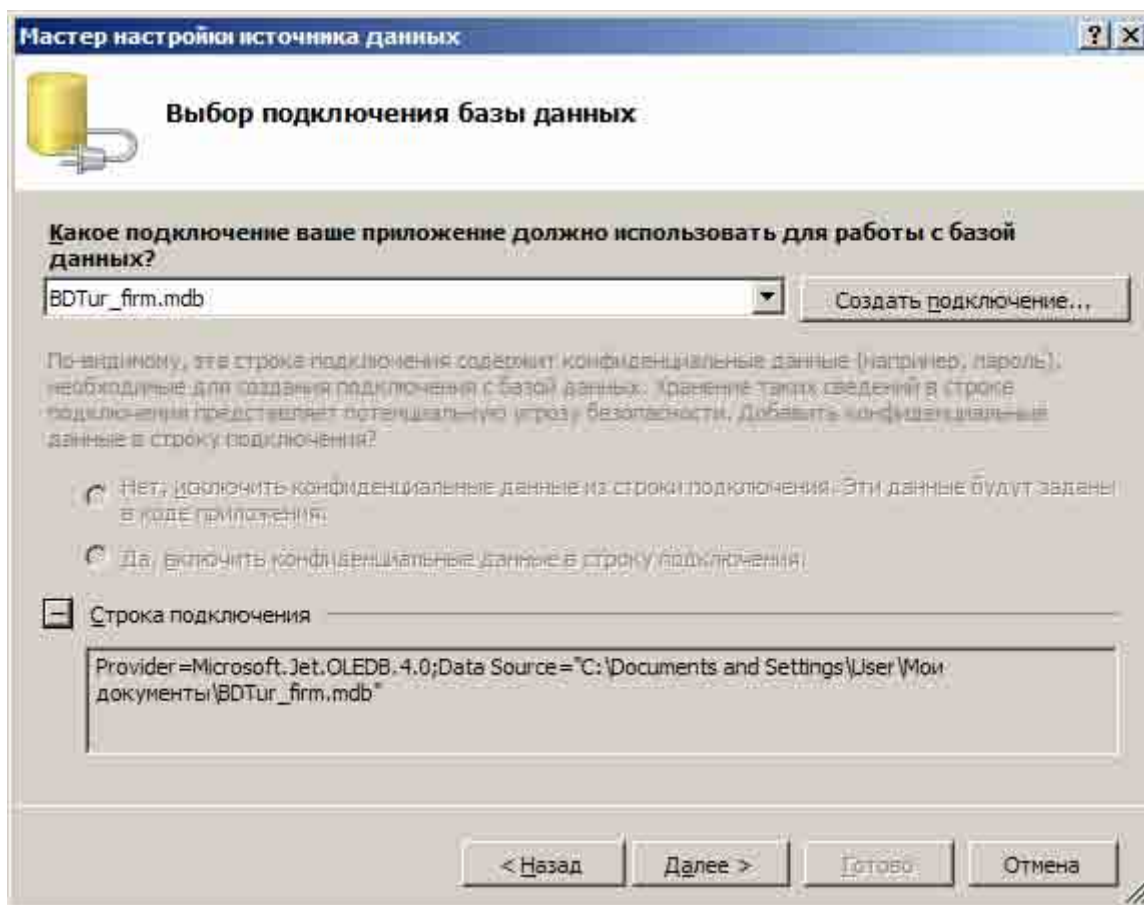 Мастер настройки источника данных
Выбор подключения базы данных
Какое подключение ваше приложение должно использовать для работы с базой
данных?
BDTur_firm.mdb
Создать подключение...
По-видимому, эта строка подключения содержит конфиденциальные данные (например, пароль),
необходимые для создания подключения с базой данных. Хранение таких сведений в строке
подключения представляет потенциальную угрозу безопасности. Добавить конфиденциальные
данные в строку подключения?
Нет, исключить конфиденциальные данные из строки подключения. Эти данные будут заданы
в коде приложения.
Да, включить конфиденциальные данные в строку подключения.
Строка подключения
Provider=Microsoft.Jet.OLEDB.4.0;Data Source="C:\Documents and Settings\User\Мои
документы\BDTur_firm.mdb"
< Назад
Далее >
Готово
Отмена